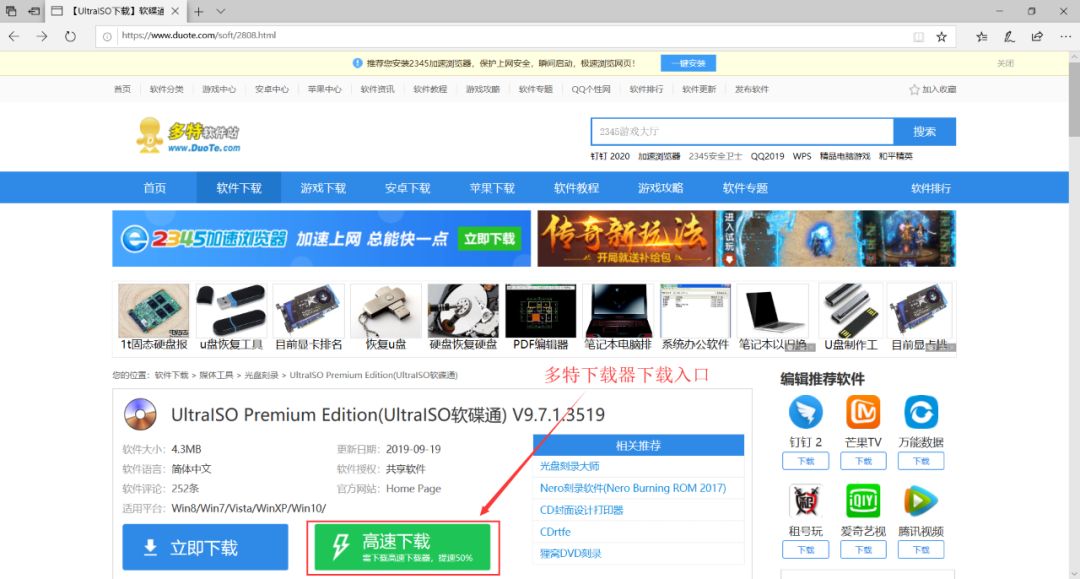 【UltraISO下载】软碟通
https://www.duote.com/soft/2808.html
推荐您安装2345加速浏览器，保护上网安全，瞬间启动，极速浏览网页！ 一键安装 关闭
首页 软件分类 游戏中心 安卓中心 苹果中心 软件资讯 软件教程 游戏攻略 软件专题 QQ个性网 软件排行 软件更新 发布软件 加入收藏
多特软件站
www.DuoTe.com
2345游戏大厅 搜索
钉钉 2020 加速浏览器 2345安全卫士 QQ2019 WPS 精品电脑游戏 和平精英
首页 软件下载 游戏下载 安卓下载 苹果下载 软件教程 游戏攻略 软件专题 软件排行
2345加速浏览器 加速上网 总能快一点 立即下载
传奇新玩法
开局就送补给包
进入试玩
1t固态硬盘报 u盘恢复工具 目前显卡排名 恢复u盘 硬盘恢复硬盘 PDF编辑器 笔记本电脑排 系统办公软件 笔记本以旧换 U盘制作工 目前显卡排
您的位置：软件下载 > 媒体工具 > 光盘刻录 > UltraISO Premium Edition(UltraISO软碟通)
多特下载器下载入口
UltraISO Premium Edition(UltraISO软碟通) V9.7.1.3519
软件大小：4.3MB 更新日期：2019-09-19
软件语言：简体中文 软件授权：共享软件
软件评论：252条 官方网站：Home Page
适用平台：Win8/Win7/Vista/WinXP/Win10/
立即下载
高速下载
需下载高速下载器，提速50%
相关推荐
光盘刻录大师
Nero刻录软件(Nero Burning ROM 2017)
CD封面设计打印器
CDrtfe
狸窝DVD刻录
编辑推荐软件
钉钉 2 芒果TV 万能数据
下载 下载 下载
租号玩 爱奇艺视 腾讯视频
下载 下载 下载